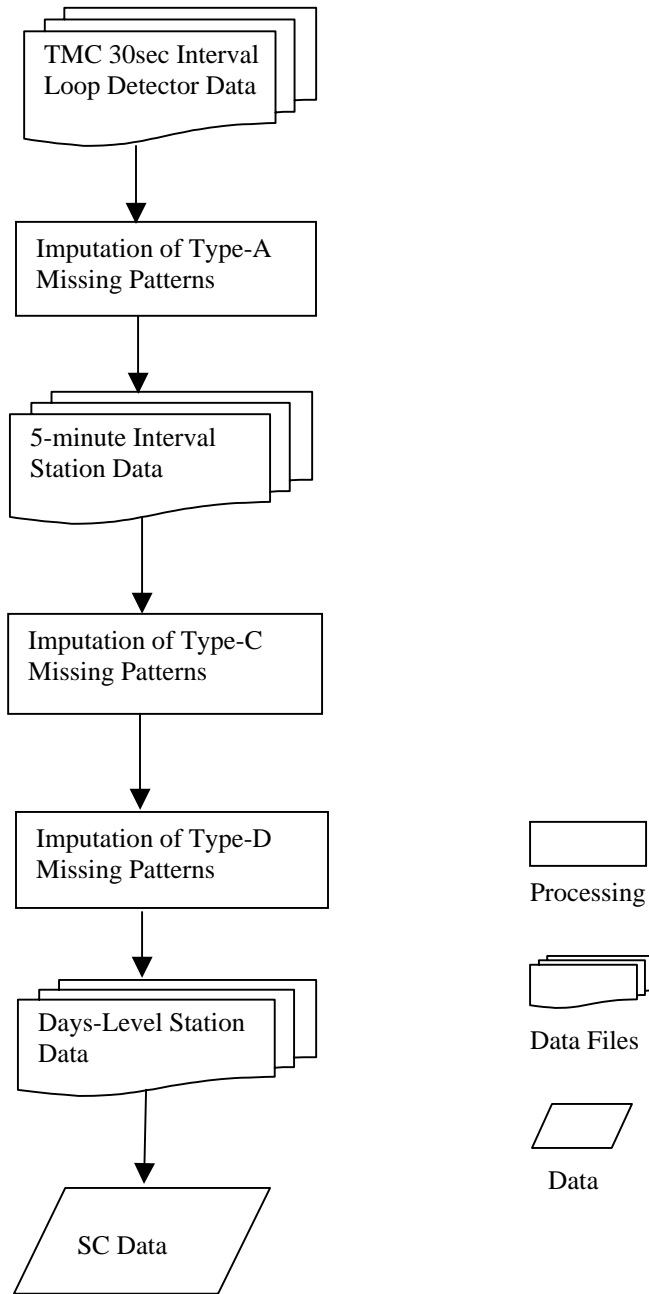 TMC 30sec Interval
Loop Detector Data
Imputation of Type-A
Missing Patterns
5-minute Interval
Station Data
Imputation of Type-C
Missing Patterns
Imputation of Type-D
Missing Patterns
Days-Level Station
Data
SC Data
Processing
Data Files
Data